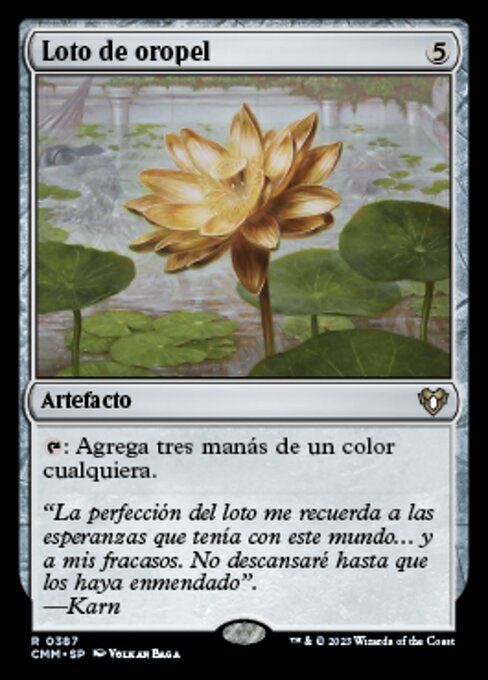 Loto de oropel 5
Artefacto
: Agrega tres manás de un color
cualquiera.
“La perfección del loto me recuerda a las
esperanzas que tenía con este mundo... y
a mis fracasos. No descansaré hasta que
los haya enmendado”.
—Karn
R 0387
™ & © 2023 Wizards of the Coast
CMM • SP Volkan Baga